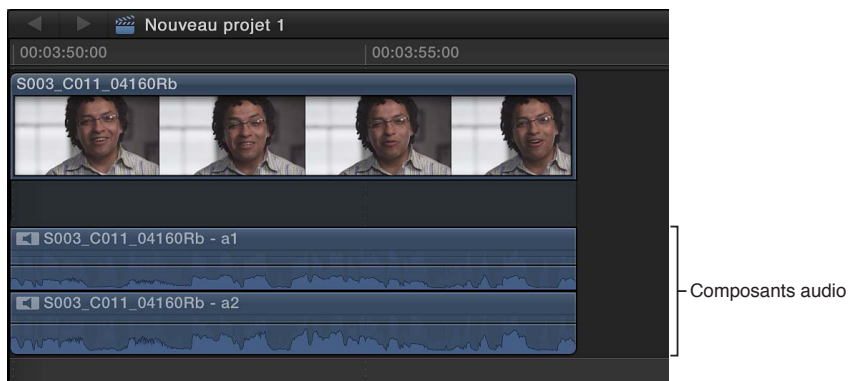 Nouveau projet 1
00:03:50:00 00:03:55:00
S003_C011_04160Rb
S003_C011_04160Rb - a1
S003_C011_04160Rb - a2
Composants audio